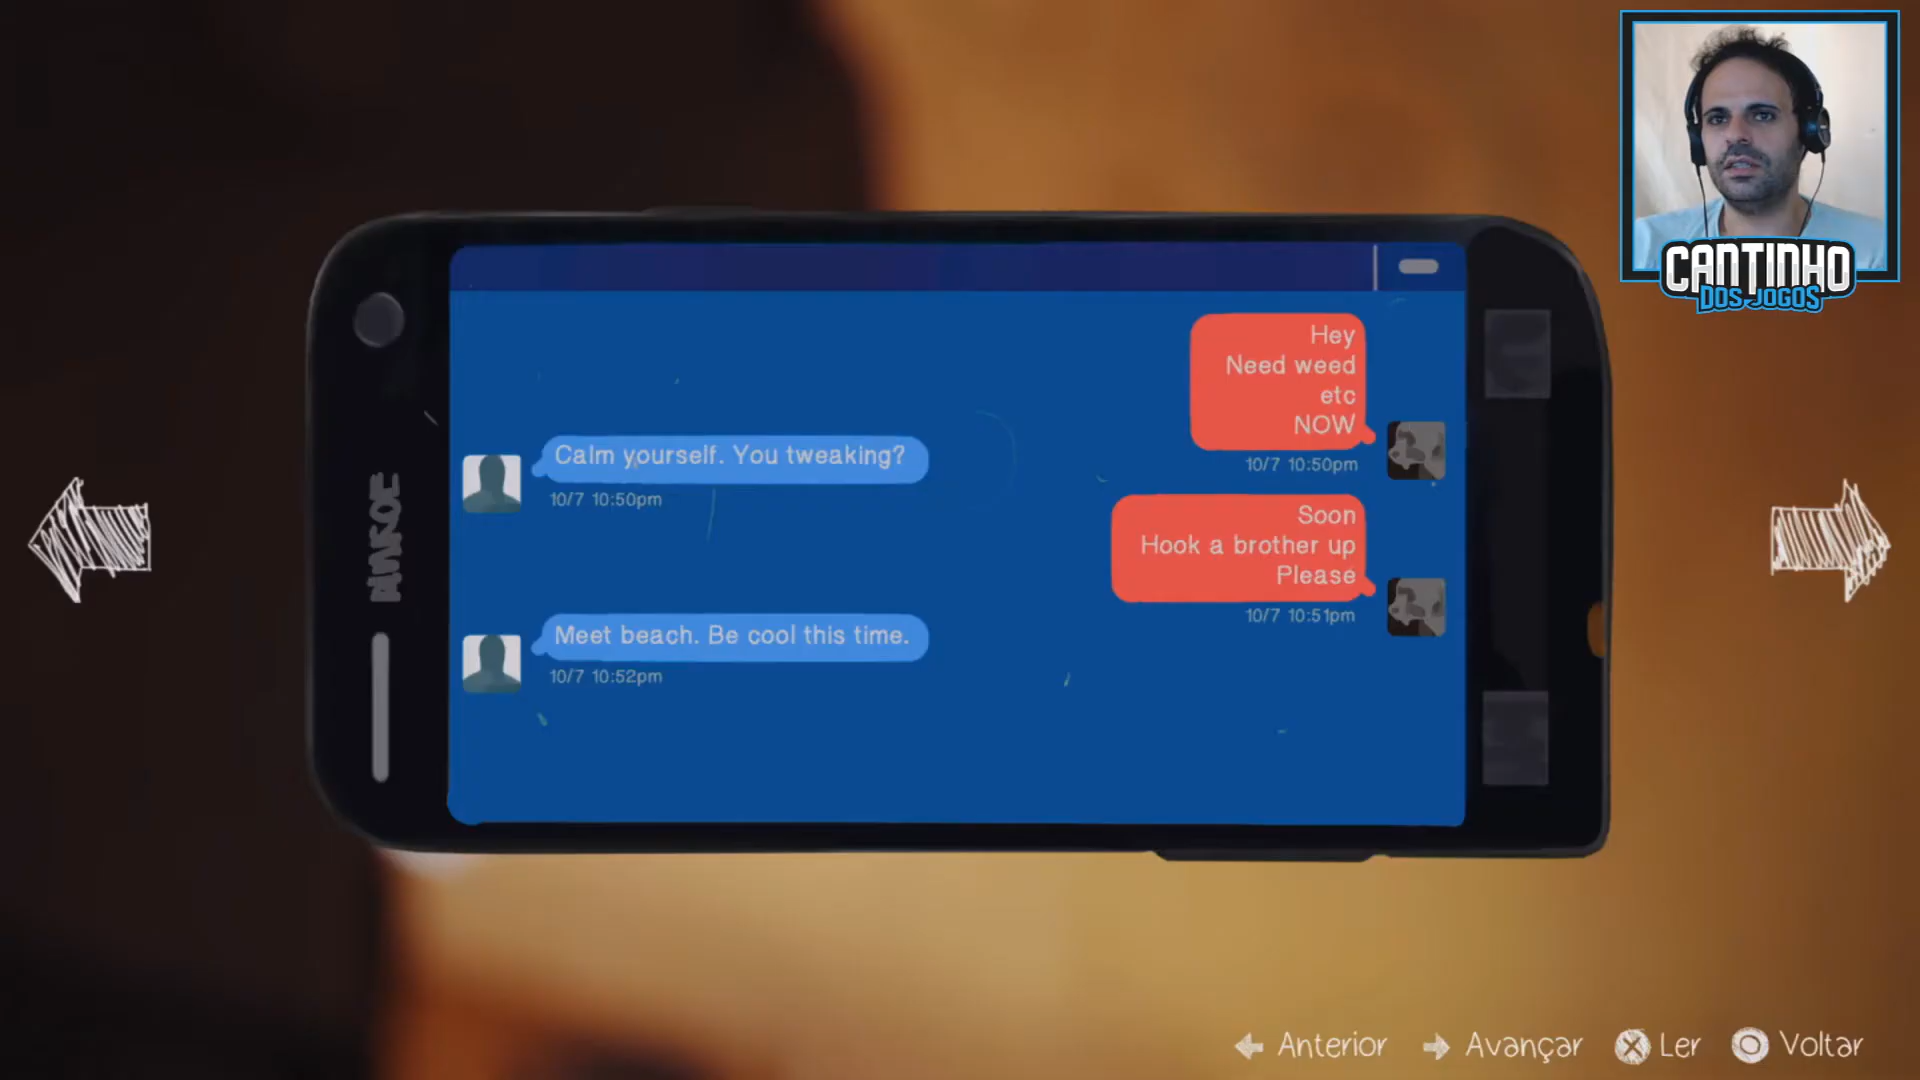 CANTINHO
DOS JOGOS
Hey
Need weed
etc
NOW
10/7 10:50pm
Calm yourself. You tweaking?
10/7 10:50pm
Soon
Hook a brother up
Please
10/7 10:51pm
Meet beach. Be cool this time.
10/7 10:52pm
Anterior
Avançar
Ler
Voltar